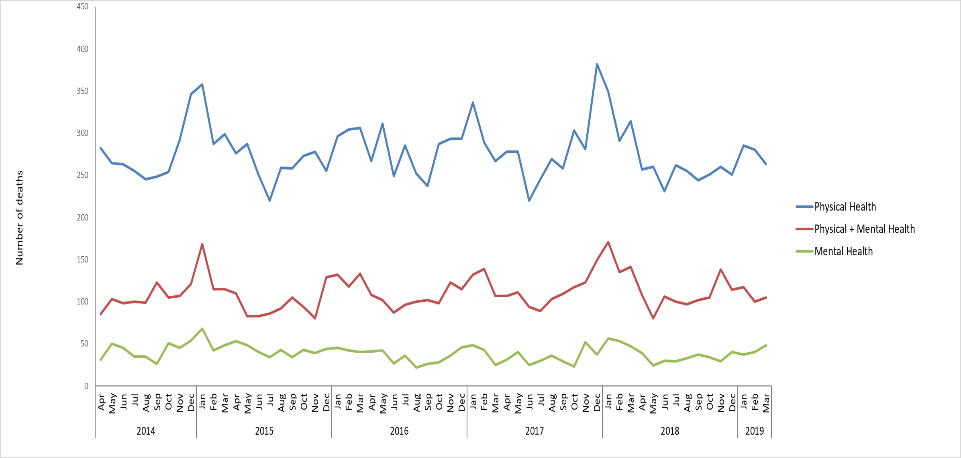 450
400
350
300
250
200
150
100
50
0
Number of deaths
Physical Health
Physical + Mental Health
Mental Health
Apr May Jun Jul Aug Sep Oct Nov Dec Jan Feb Mar Apr May Jun Jul Aug Sep Oct Nov Dec Jan Feb Mar Apr May Jun Jul Aug Sep Oct Nov Dec Jan Feb Mar Apr May Jun Jul Aug Sep Oct Nov Dec Jan Feb Mar Apr May Jun Jul Aug Sep Oct Nov Dec Jan Feb Mar
2014 2015 2016 2017 2018 2019